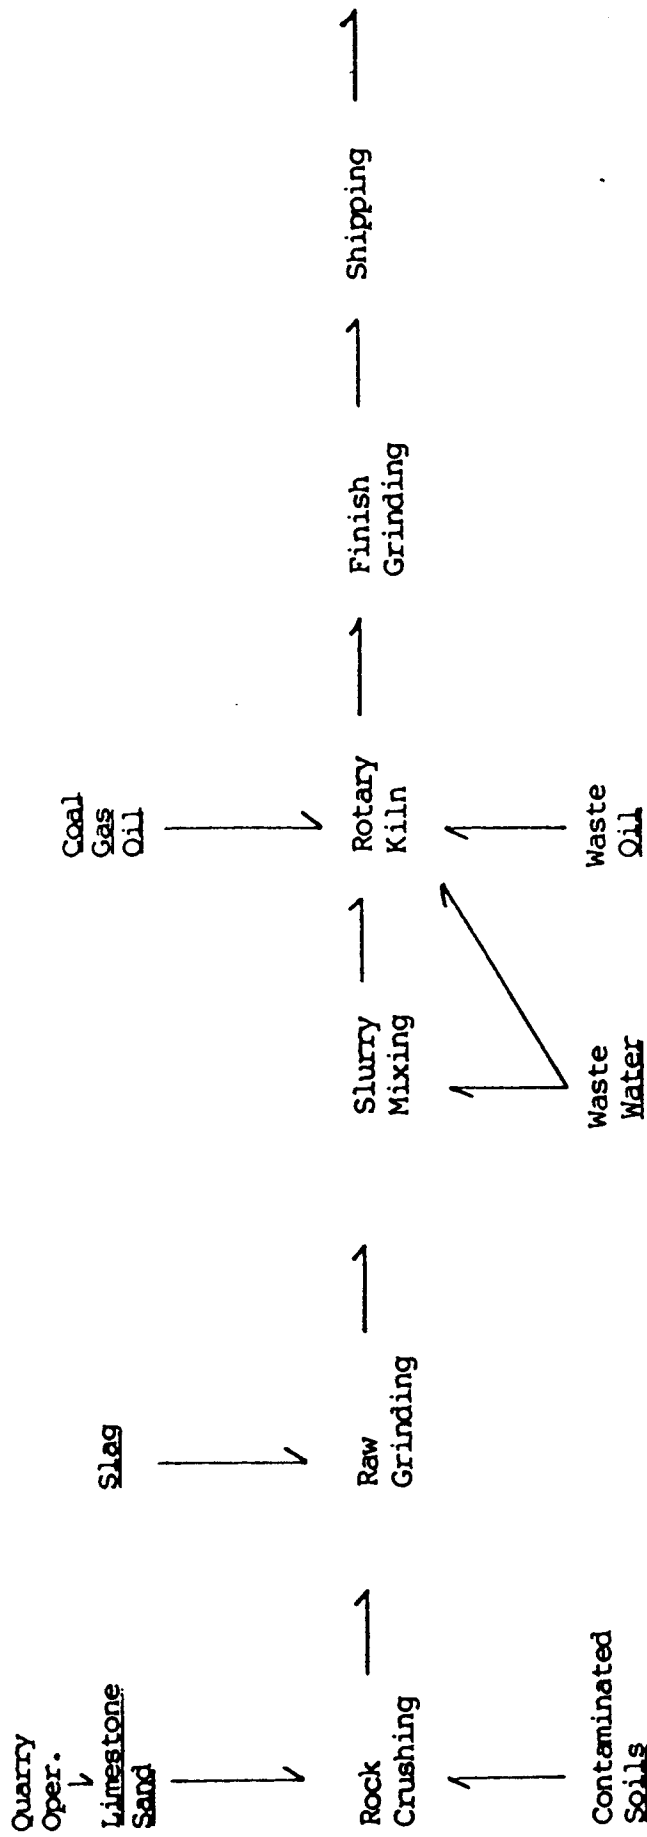 Quarry
Oper.
Limestone
Sand
Slag
Coal
Gas
Oil
Rock
Crushing
Raw
Grinding
Slurry
Mixing
Rotary
Kiln
Finish
Grinding
Shipping
Contaminated
Soils
Waste
Water
Waste
Oil